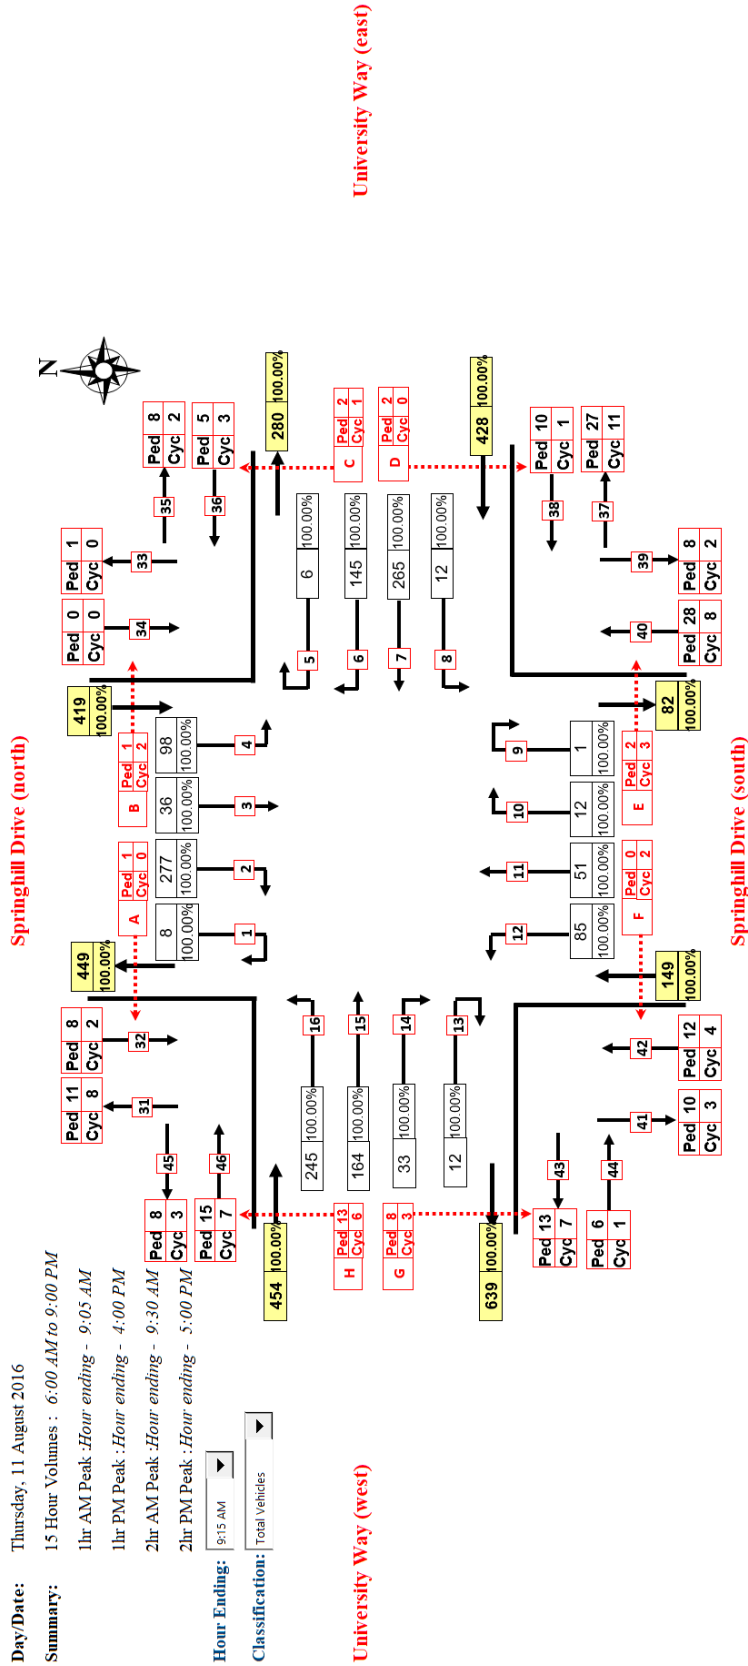 Day/Date: Thursday, 11 August 2016
Summary: 15 Hour Volumes : 6:00 AM to 9:00 PM
1hr AM Peak :Hour ending - 9:05 AM
1hr PM Peak : Hour ending - 4:00 PM
2hr AM Peak :Hour ending - 9:30 AM
2hr PM Peak : Hour ending - 5:00 PM
Hour Ending: 9:15 AM
Classification: Total Vehicles
Springhill Drive (north)
N
Ped 11
Cyc 8
Ped 8
Cyc 2
31
32
449
100.00%
419
100.00%
Ped 0
Cyc 0
Ped 1
Cyc 0
34
33
A
Ped 1
Cyc 0
B
Ped 1
Cyc 2
8
100.00%
277
100.00%
36
100.00%
98
100.00%
1
2
3
4
45
Ped 8
Cyc 3
46
Ped 15
Cyc 7
35
Ped 8
Cyc 2
36
Ped 5
Cyc 3
454 100.00%
280 100.00%
245 100.00%
16
164 100.00%
15
33 100.00%
14
12 100.00%
13
5
6 100.00%
6
145 100.00%
7
265 100.00%
8
12 100.00%
H
Ped 13
Cyc 6
G
Ped 8
Cyc 3
C
Ped 2
Cyc 1
D
Ped 2
Cyc 0
University Way (west)
University Way (east)
639 100.00%
428 100.00%
12
11
10
9
85
100.00%
51
100.00%
12
100.00%
1
100.00%
43
Ped 13
Cyc 7
44
Ped 6
Cyc 1
38
Ped 10
Cyc 1
37
Ped 27
Cyc 11
F
Ped 0
Cyc 2
E
Ped 2
Cyc 3
41
42
40
39
149
100.00%
82
100.00%
Ped 10
Cyc 3
Ped 12
Cyc 4
Ped 28
Cyc 8
Ped 8
Cyc 2
Springhill Drive (south)